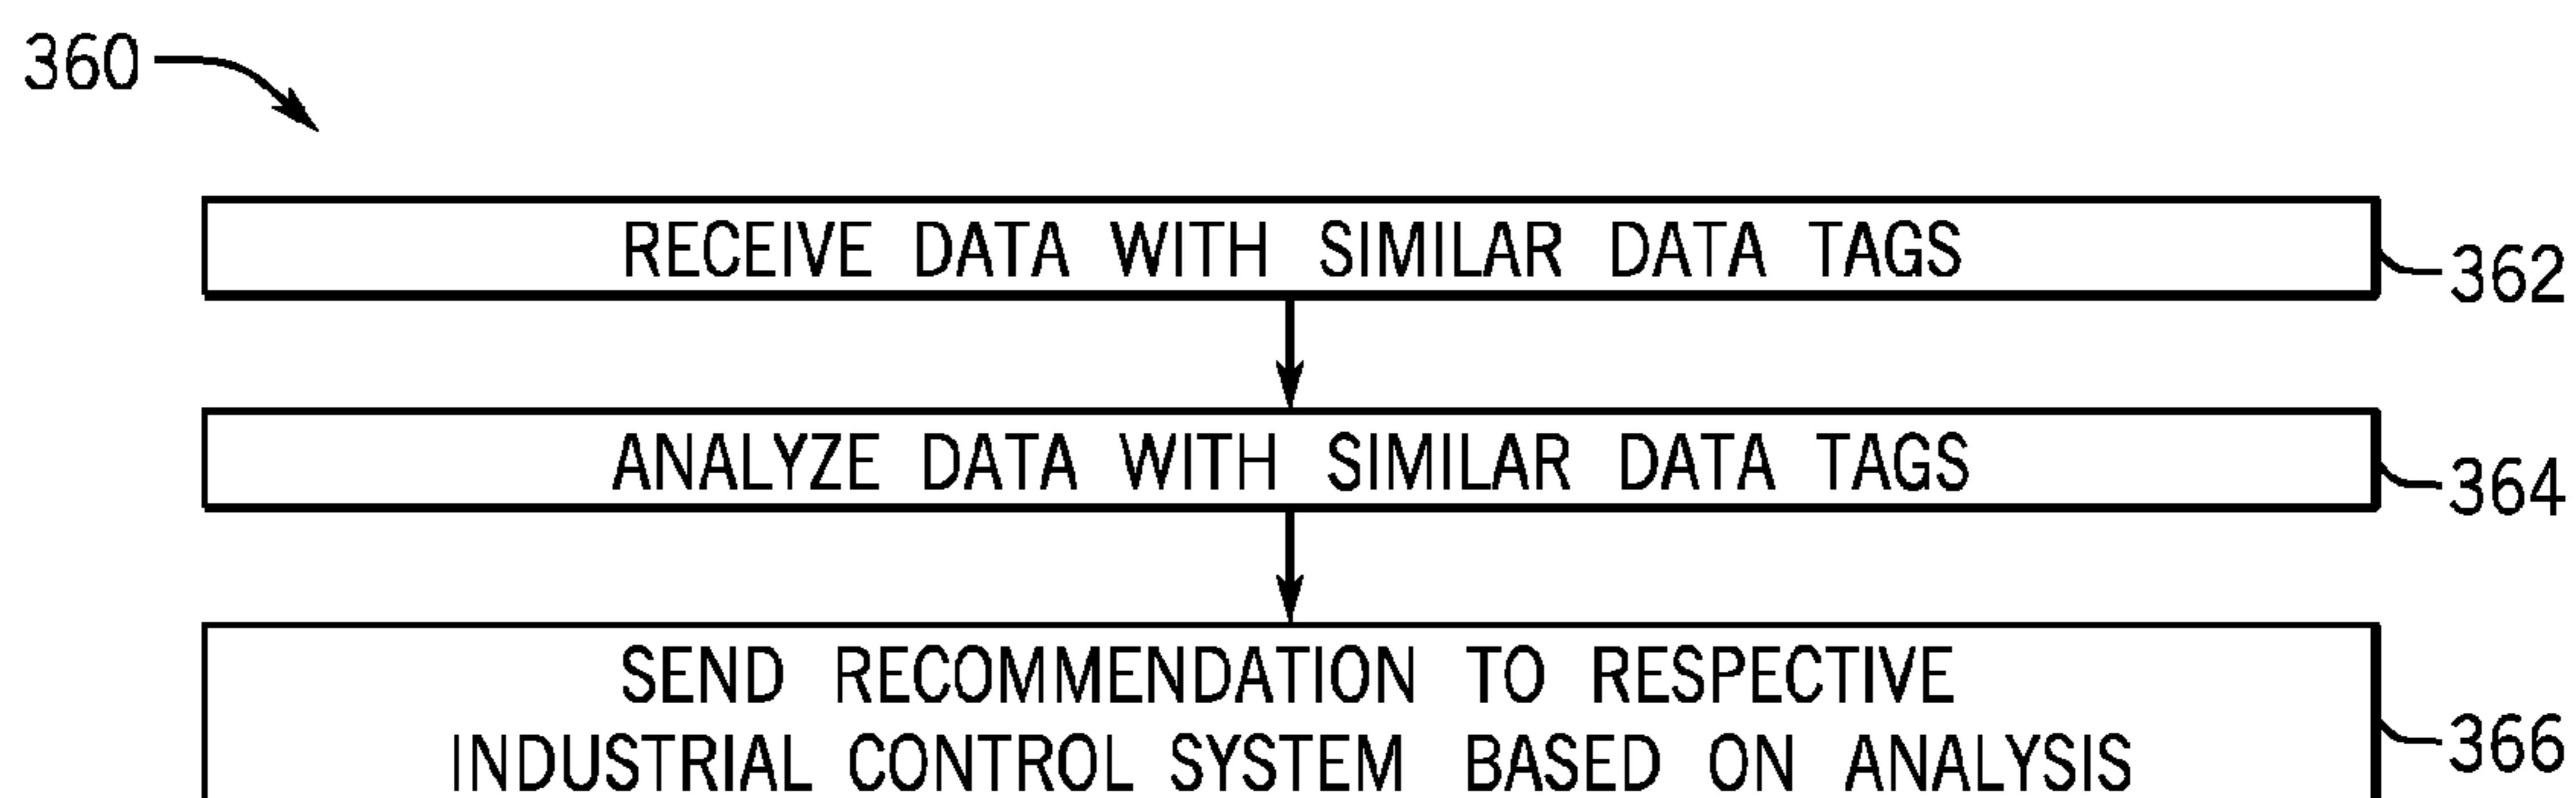 360
RECEIVE DATA WITH SIMILAR DATA TAGS
362
ANALYZE DATA WITH SIMILAR DATA TAGS
364
SEND RECOMMENDATION TO RESPECTIVE
INDUSTRIAL CONTROL SYSTEM BASED ON ANALYSIS
366